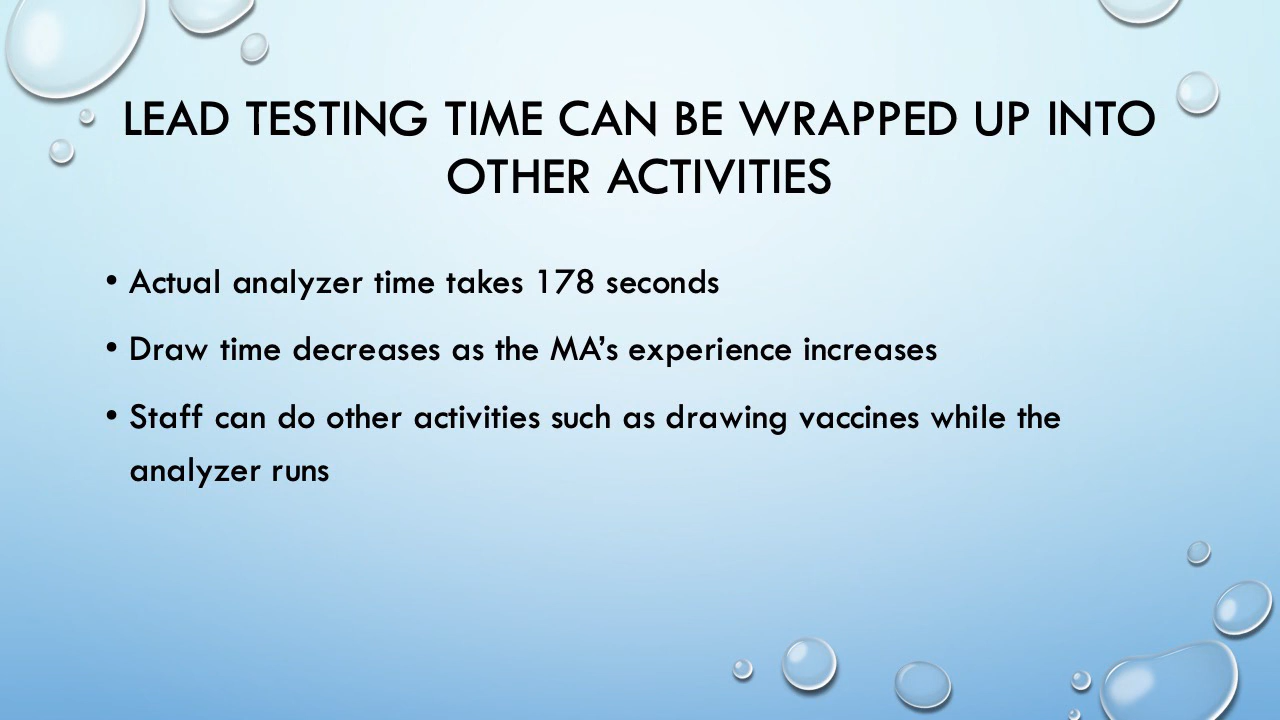 LEAD TESTING TIME CAN BE WRAPPED UP INTO
OTHER ACTIVITIES
• Actual analyzer time takes 178 seconds
• Draw time decreases as the MA’s experience increases
• Staff can do other activities such as drawing vaccines while the
analyzer runs